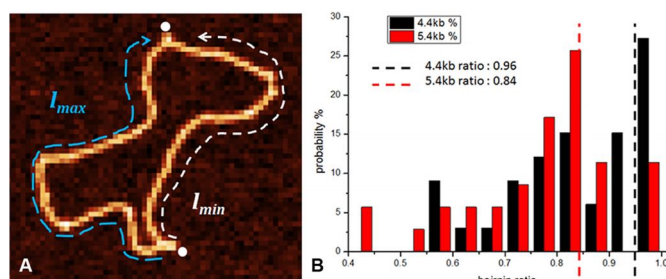 l_max
l_min
A
B
4.4kb %
5.4kb %
4.4kb ratio : 0.96
5.4kb ratio : 0.84
probability %
30
25
20
15
10
5
0
0.4 0.5 0.6 0.7 0.8 0.9 1.0